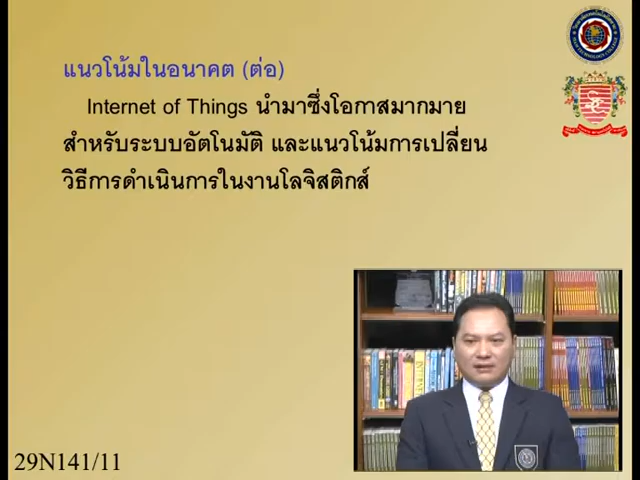 แนวโน้มในอนาคต (ต่อ)
Internet of Things นำมาซึ่งโอกาสมากมาย
สำหรับระบบอัตโนมัติ และแนวโน้มการเปลี่ยน
วิธีการดำเนินการในงานโลจิสติกส์
29N141/11